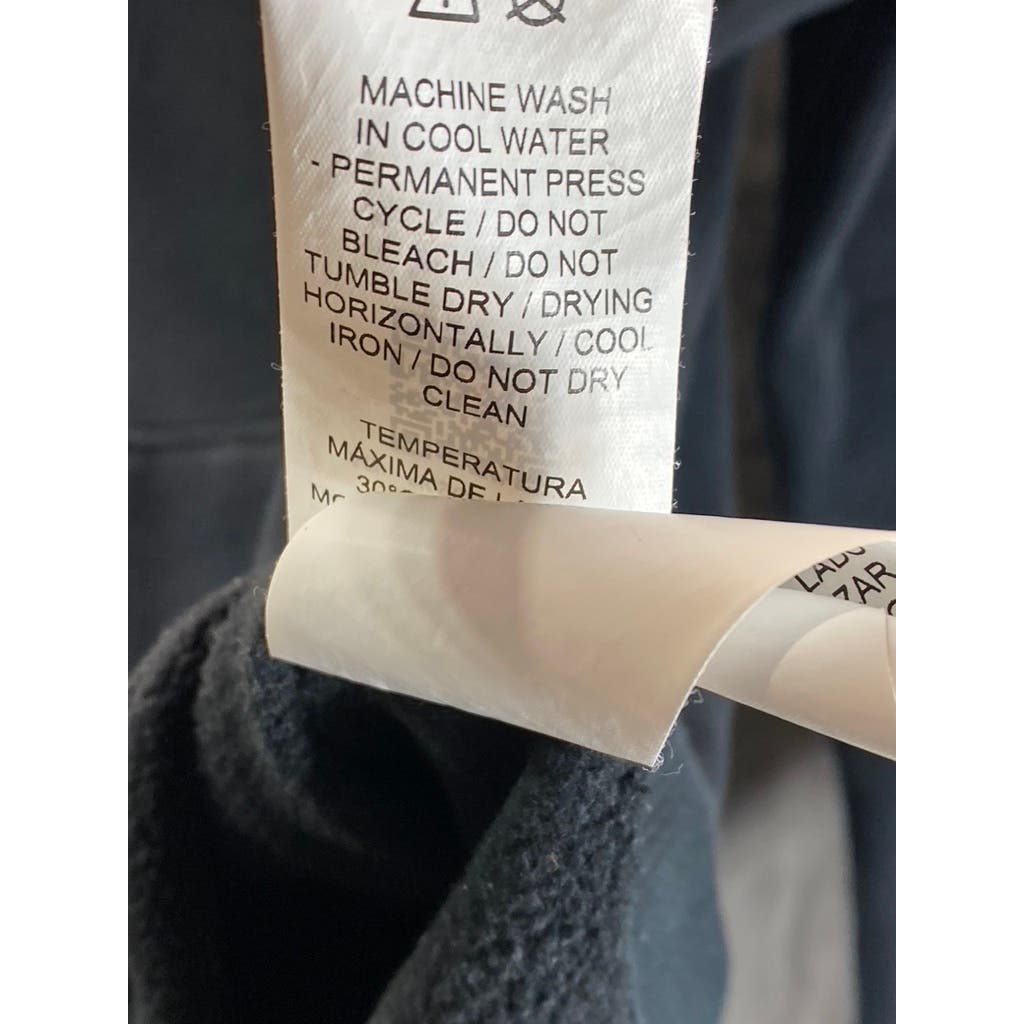 MACHINE WASH
IN COOL WATER
- PERMANENT PRESS
CYCLE / DO NOT
BLEACH / DO NOT
TUMBLE DRY / DRYING
HORIZONTALLY / COOL
IRON / DO NOT DRY
CLEAN
TEMPERATURA
MÁXIMA DE